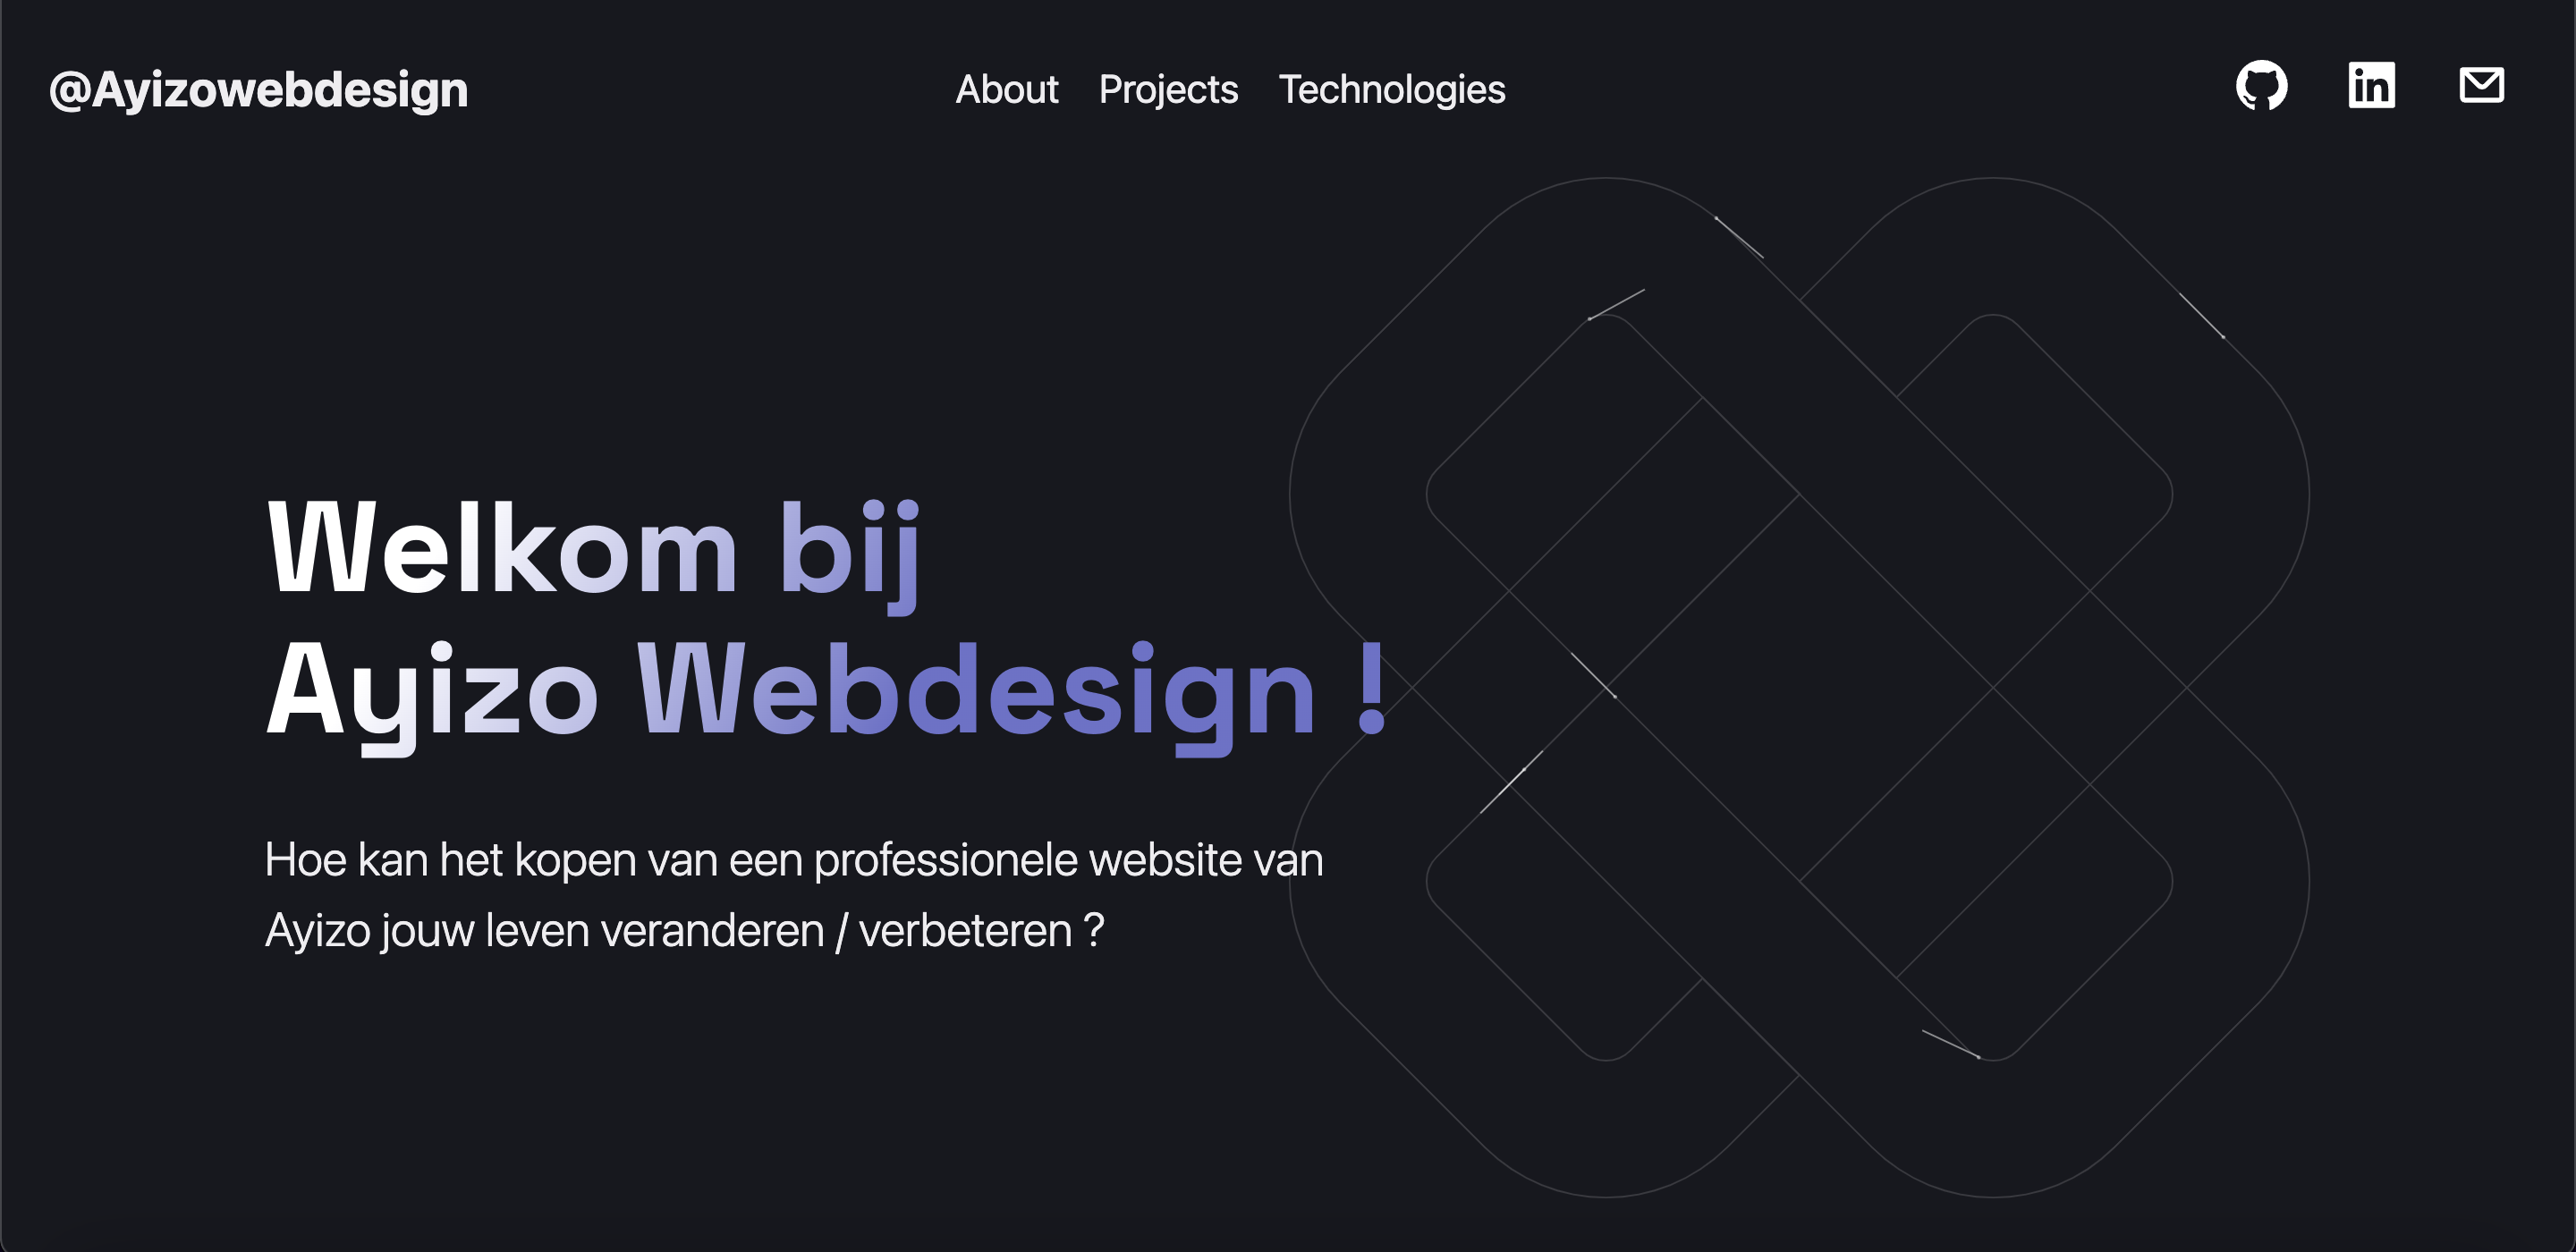 @Ayizowebdesign
About Projects Technologies
Welkom bij
Ayizo Webdesign !
Hoe kan het kopen van een professionele website van
Ayizo jouw leven veranderen / verbeteren ?